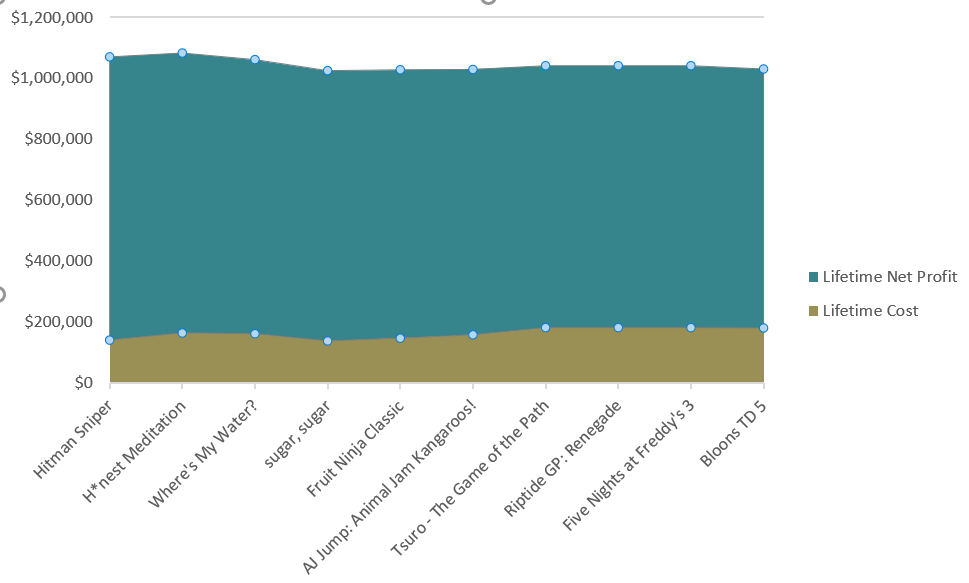 $1,200,000
$1,000,000
$800,000
$600,000
$400,000
$200,000
$0
Hitman Sniper
H*nest Meditation
Where's My Water?
sugar, sugar
Fruit Ninja Classic
AJ Jump: Animal Jam Kangaroos!
Tsuro - The Game of the Path
Riptide GP: Renegade
Five Nights at Freddy's 3
Bloons TD 5
Lifetime Net Profit
Lifetime Cost